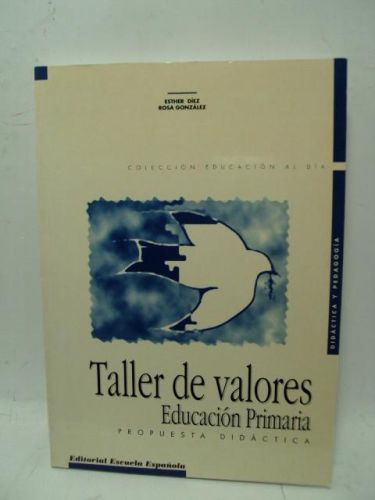 ESTHER DÍEZ
ROSA GONZÁLEZ
COLECCIÓN EDUCACIÓN AL DÍA
DIDÁCTICA Y PEDAGOGÍA
Taller de valores
Educación Primaria
PROPUESTA DIDÁCTICA
Editorial Escuela Española